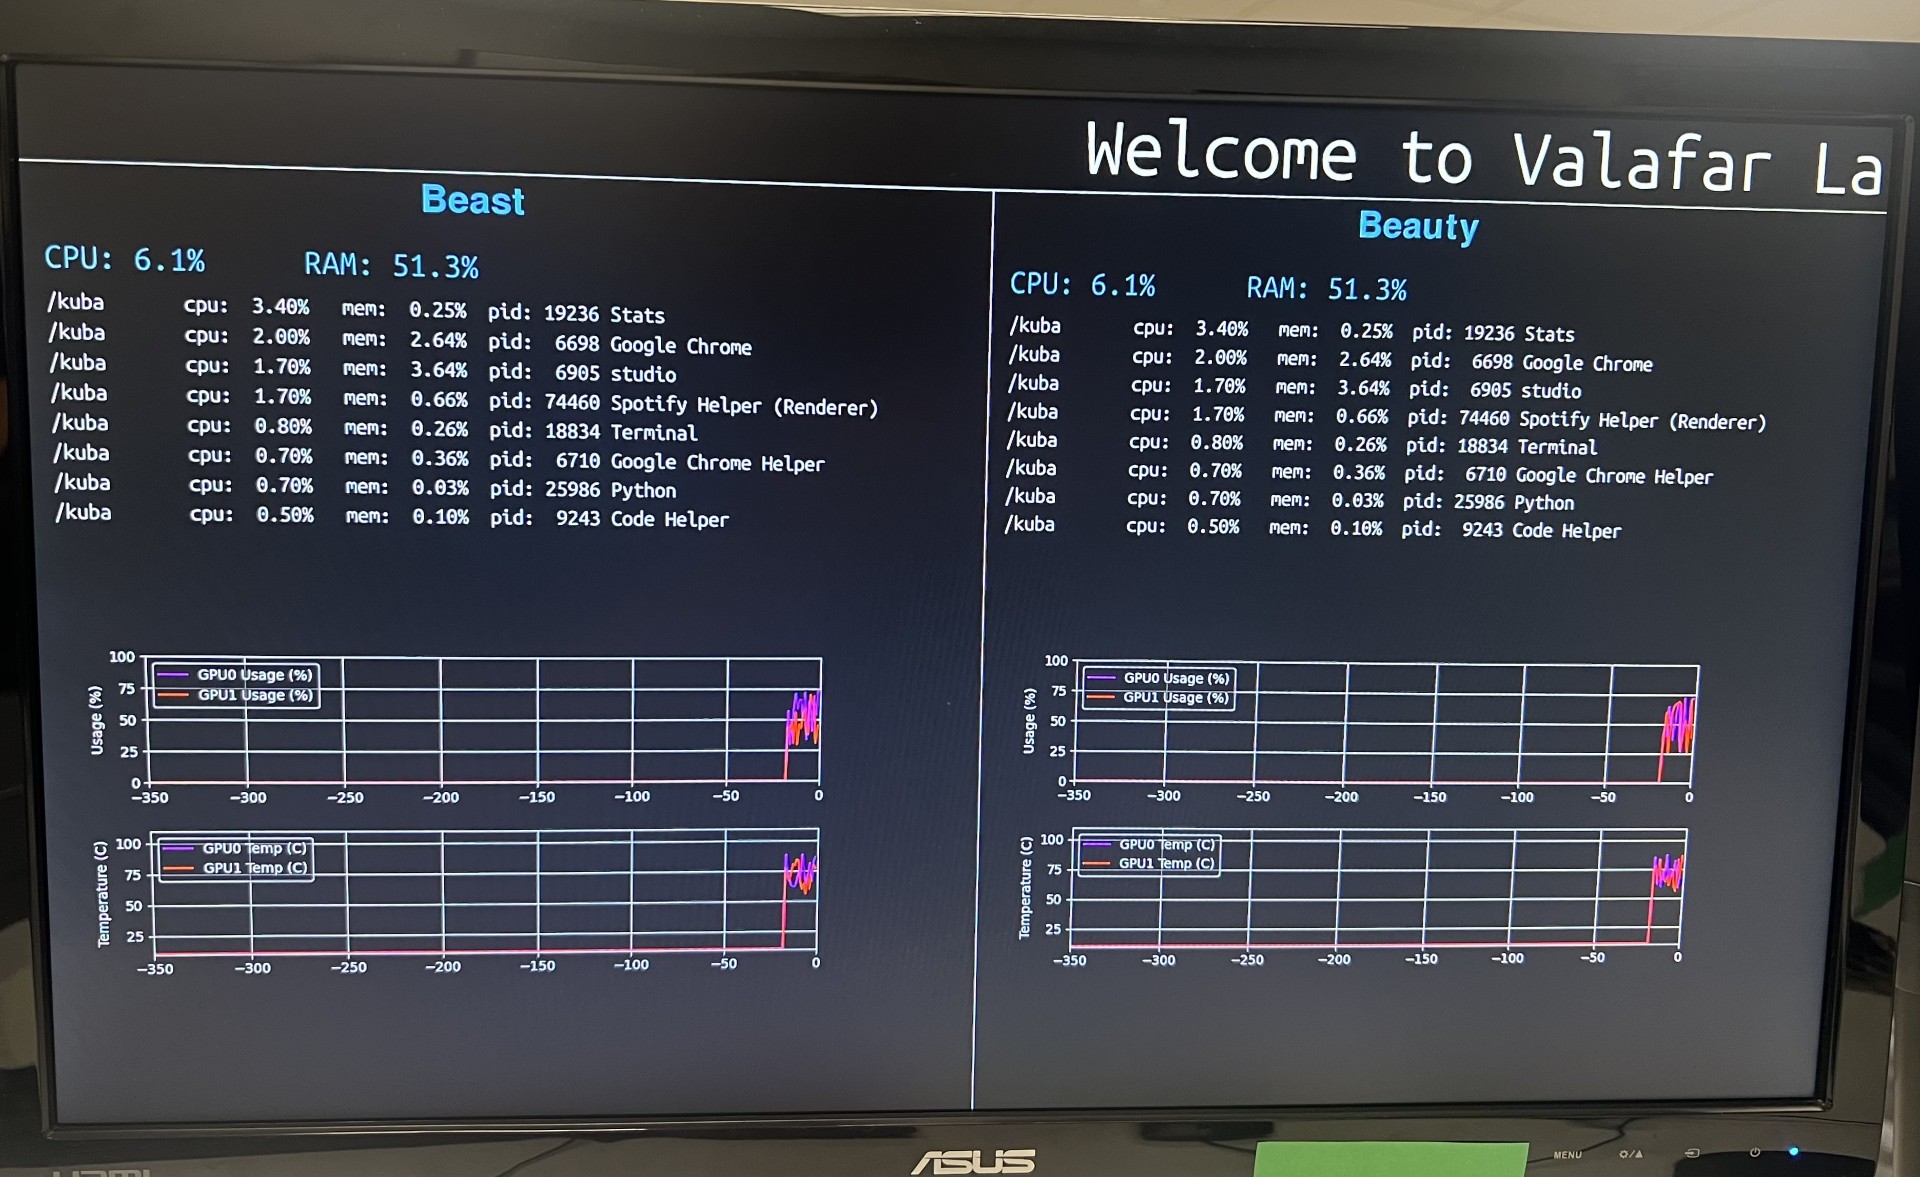 Welcome to Valafar La
Beast
CPU: 6.1% RAM: 51.3%
/kuba cpu: 3.40% mem: 0.25% pid: 19236 Stats
/kuba cpu: 2.00% mem: 2.64% pid: 6698 Google Chrome
/kuba cpu: 1.70% mem: 3.64% pid: 6905 studio
/kuba cpu: 1.70% mem: 0.66% pid: 74460 Spotify Helper (Renderer)
/kuba cpu: 0.80% mem: 0.26% pid: 18834 Terminal
/kuba cpu: 0.70% mem: 0.36% pid: 6710 Google Chrome Helper
/kuba cpu: 0.70% mem: 0.03% pid: 25986 Python
/kuba cpu: 0.50% mem: 0.10% pid: 9243 Code Helper
Usage (%)
100
75
50
25
0
GPU0 Usage (%)
GPU1 Usage (%)
−350 −300 −250 −200 −150 −100 −50 0
Temperature (C)
100
75
50
25
GPU0 Temp (C)
GPU1 Temp (C)
−350 −300 −250 −200 −150 −100 −50 0
Beauty
CPU: 6.1% RAM: 51.3%
/kuba cpu: 3.40% mem: 0.25% pid: 19236 Stats
/kuba cpu: 2.00% mem: 2.64% pid: 6698 Google Chrome
/kuba cpu: 1.70% mem: 3.64% pid: 6905 studio
/kuba cpu: 1.70% mem: 0.66% pid: 74460 Spotify Helper (Renderer)
/kuba cpu: 0.80% mem: 0.26% pid: 18834 Terminal
/kuba cpu: 0.70% mem: 0.36% pid: 6710 Google Chrome Helper
/kuba cpu: 0.70% mem: 0.03% pid: 25986 Python
/kuba cpu: 0.50% mem: 0.10% pid: 9243 Code Helper
Usage (%)
100
75
50
25
0
GPU0 Usage (%)
GPU1 Usage (%)
−350 −300 −250 −200 −150 −100 −50 0
Temperature (C)
100
75
50
25
GPU0 Temp (C)
GPU1 Temp (C)
−350 −300 −250 −200 −150 −100 −50 0
ASUS
MENU